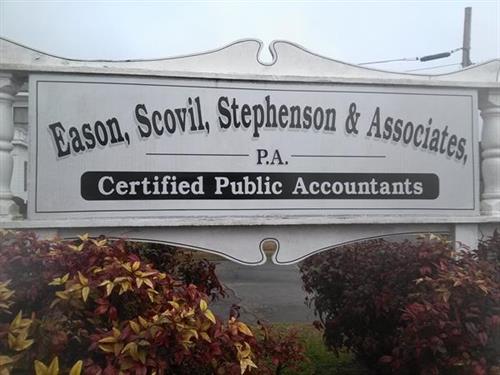 Eason, Scovil, Stephenson & Associates,
P.A.
Certified Public Accountants